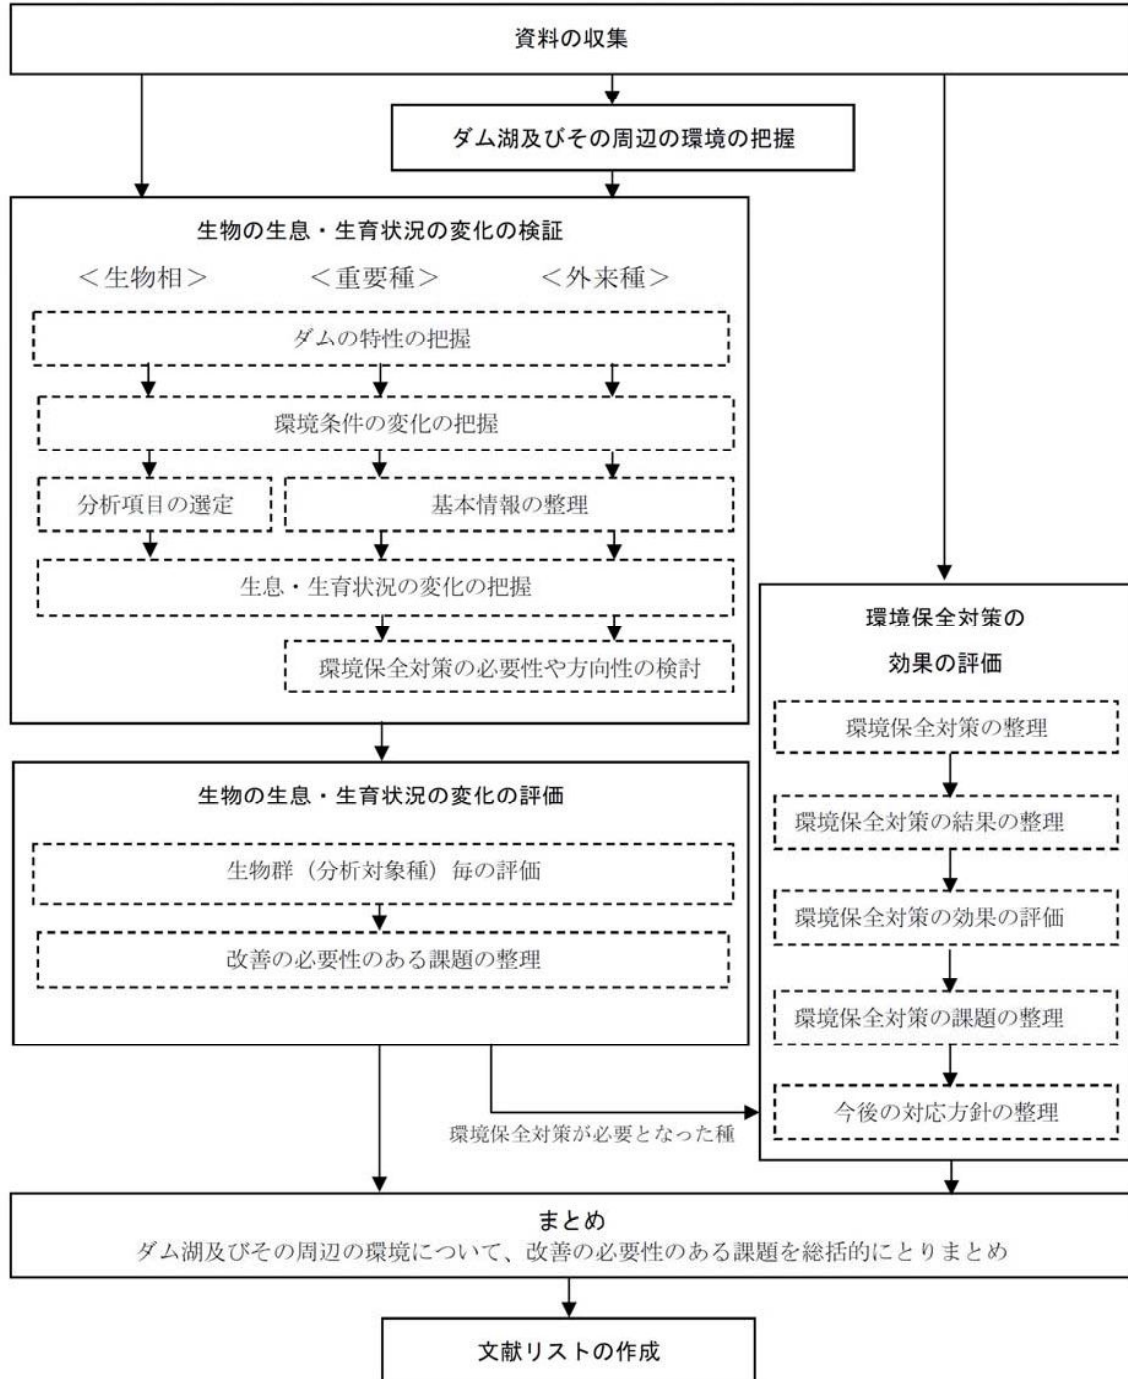 資料の収集
ダム湖及びその周辺の環境の把握
生物の生息・生育状況の変化の検証
＜生物相＞ ＜重要種＞ ＜外来種＞
ダムの特性の把握
環境条件の変化の把握
分析項目の選定 基本情報の整理
生息・生育状況の変化の把握
環境保全対策の必要性や方向性の検討
生物の生息・生育状況の変化の評価
生物群（分析対象種）毎の評価
改善の必要性のある課題の整理
環境保全対策の
効果の評価
環境保全対策の整理
環境保全対策の結果の整理
環境保全対策の効果の評価
環境保全対策の課題の整理
今後の対応方針の整理
環境保全対策が必要となった種
まとめ
ダム湖及びその周辺の環境について、改善の必要性のある課題を総括的にとりまとめ
文献リストの作成